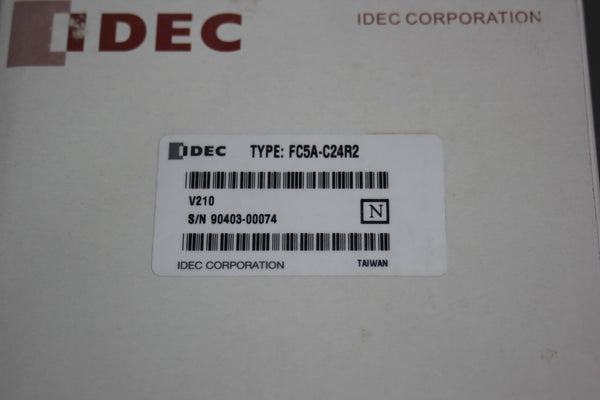 IDEC
IDEC CORPORATION
IDEC TYPE: FC5A-C24R2
V210
N
S/N 90403-00074
IDEC CORPORATION TAIWAN